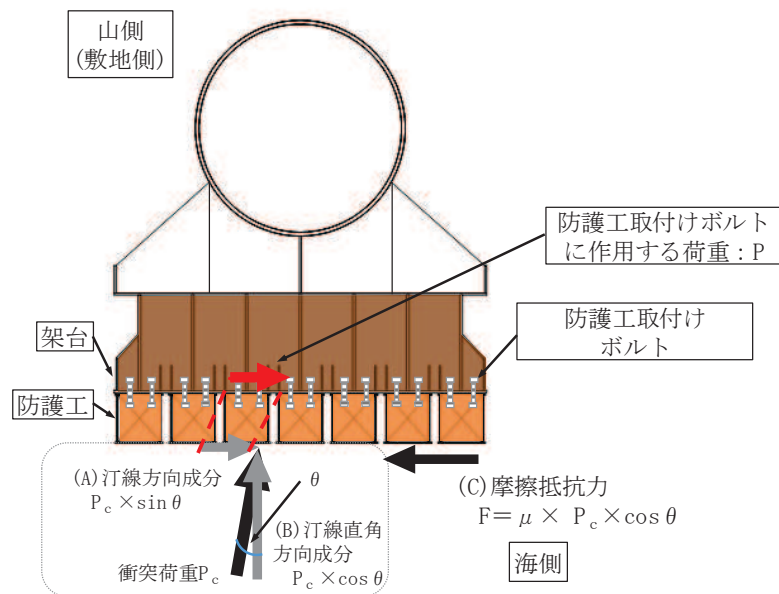 山側
(敷地側)
防護工取付けボルト
に作用する荷重：P
架台
防護工取付け
ボルト
防護工
(A)汀線方向成分
Pc×sinθ
θ
(B)汀線直角
方向成分
Pc×cosθ
衝突荷重Pc
(C)摩擦抵抗力
F＝μ× Pc×cosθ
海側